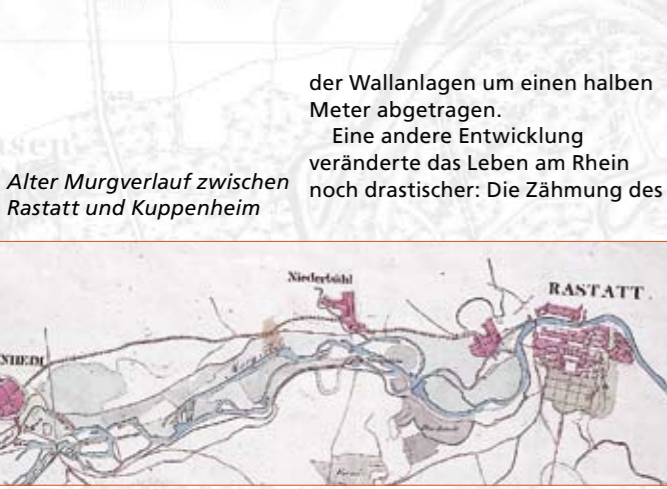 der Wallanlagen um einen halben
Meter abgetragen.
Eine andere Entwicklung
veränderte das Leben am Rhein
noch drastischer: Die Zähmung des
Alter Murgverlauf zwischen
Rastatt und Kuppenheim
Niederbühl
RASTATT
NHEIM